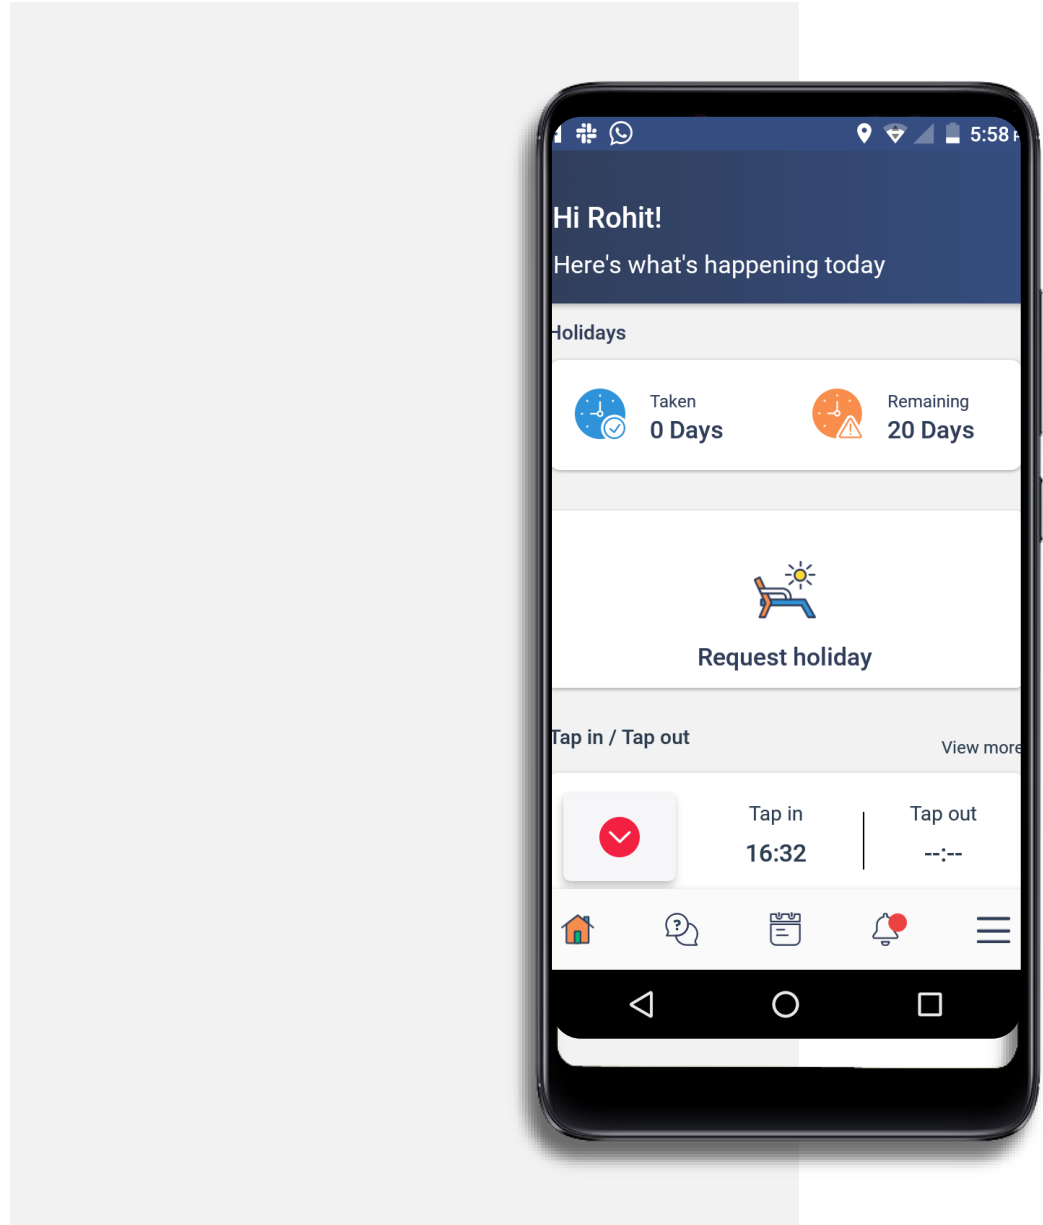 5:58
Hi Rohit!
Here's what's happening today
Holidays
Taken
0 Days
Remaining
20 Days
Request holiday
Tap in / Tap out
View more
Tap in
16:32
Tap out
--:--